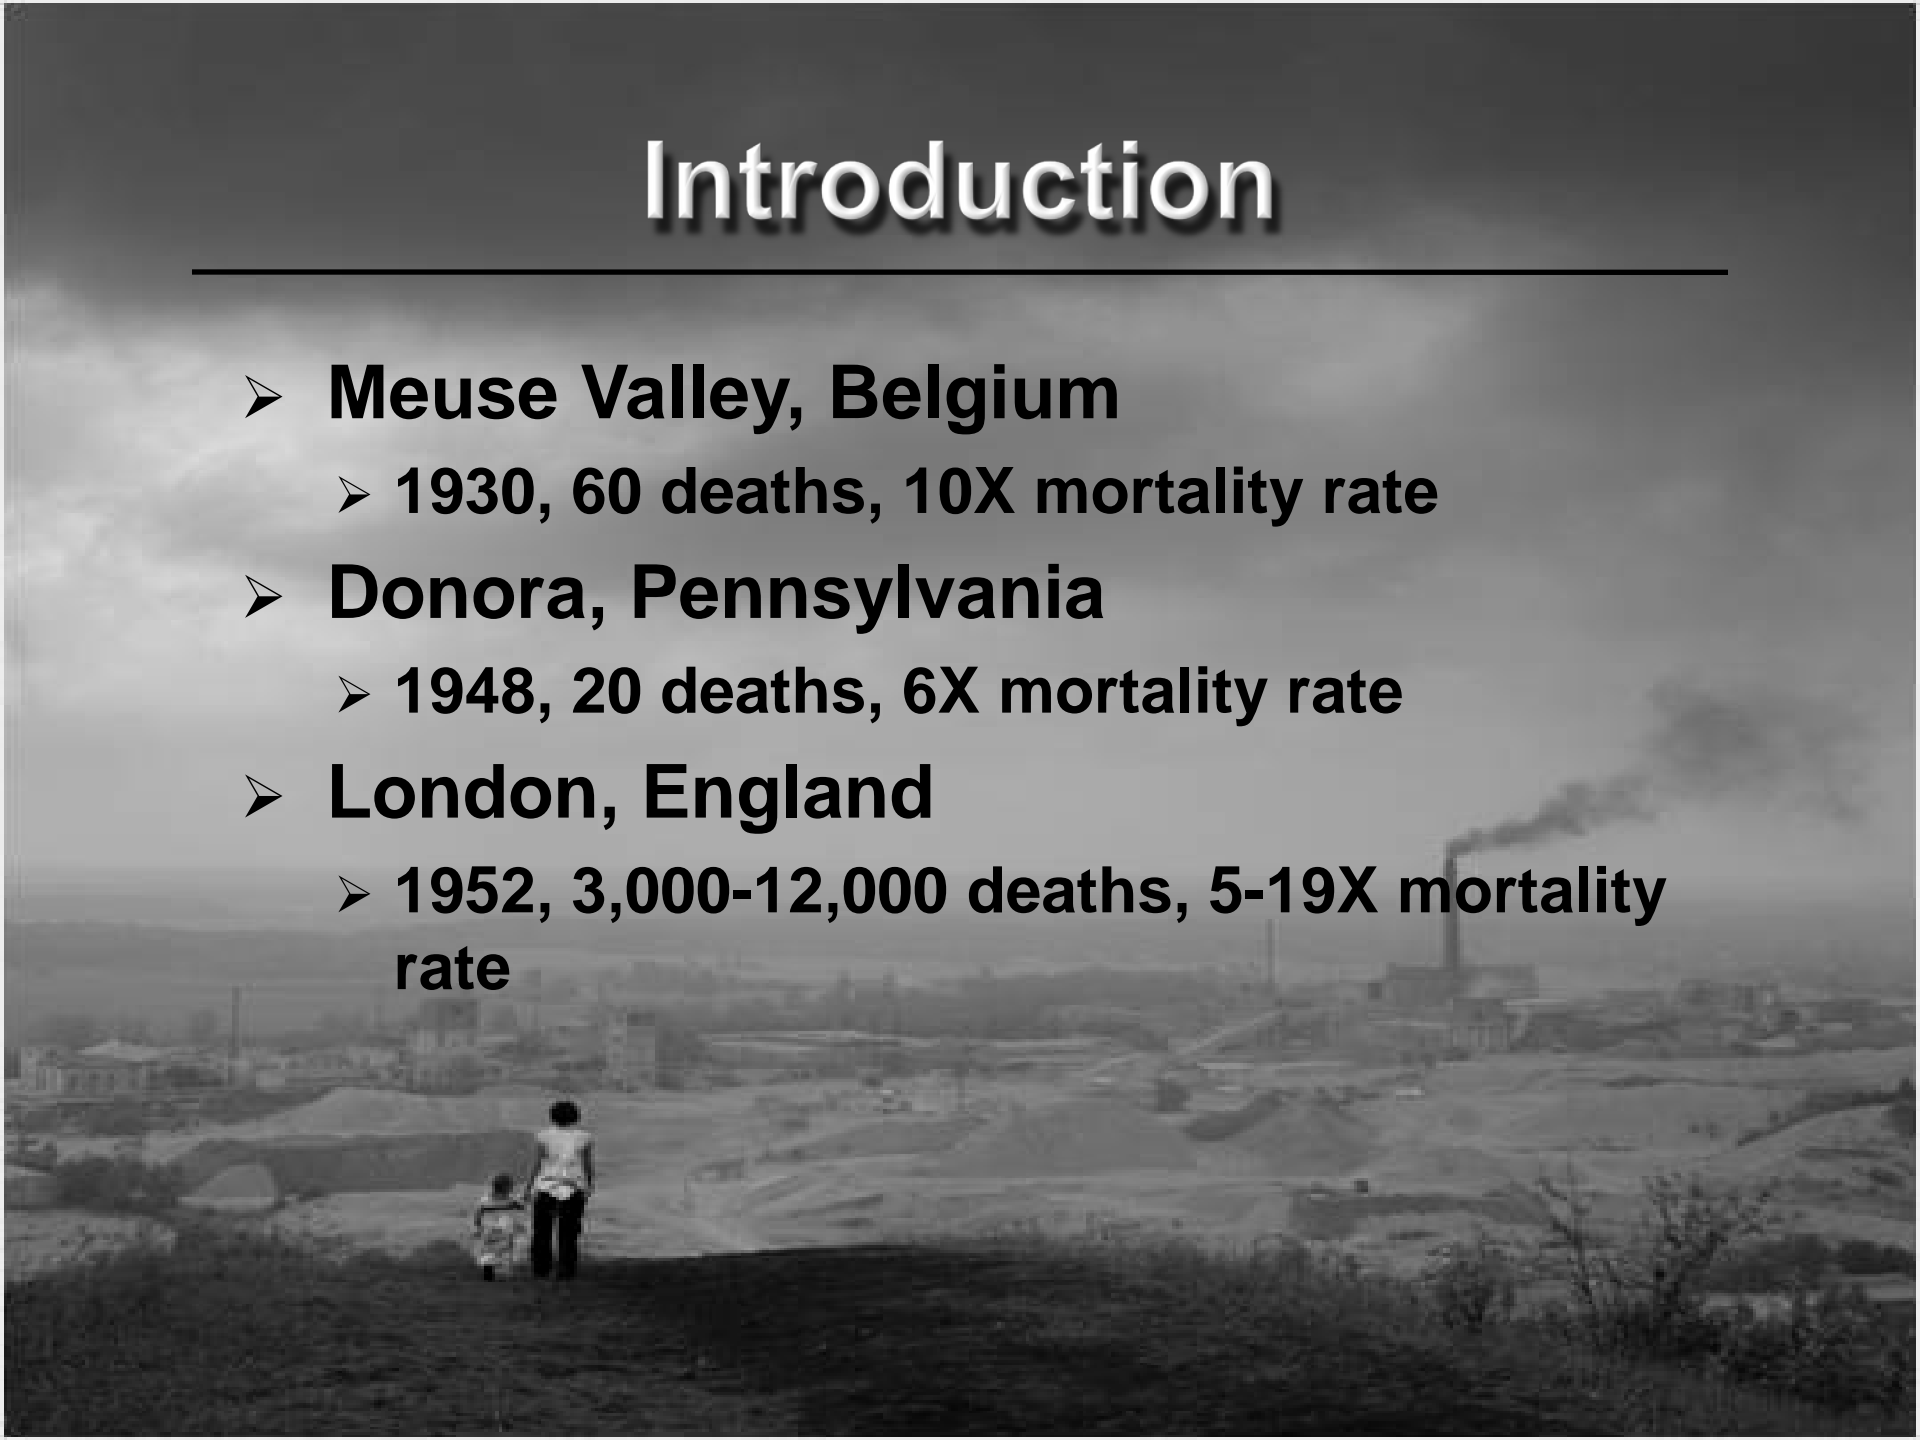 Introduction
Meuse Valley, Belgium
1930, 60 deaths, 10X mortality rate
Donora, Pennsylvania
1948, 20 deaths, 6X mortality rate
London, England
1952, 3,000-12,000 deaths, 5-19X mortality
rate